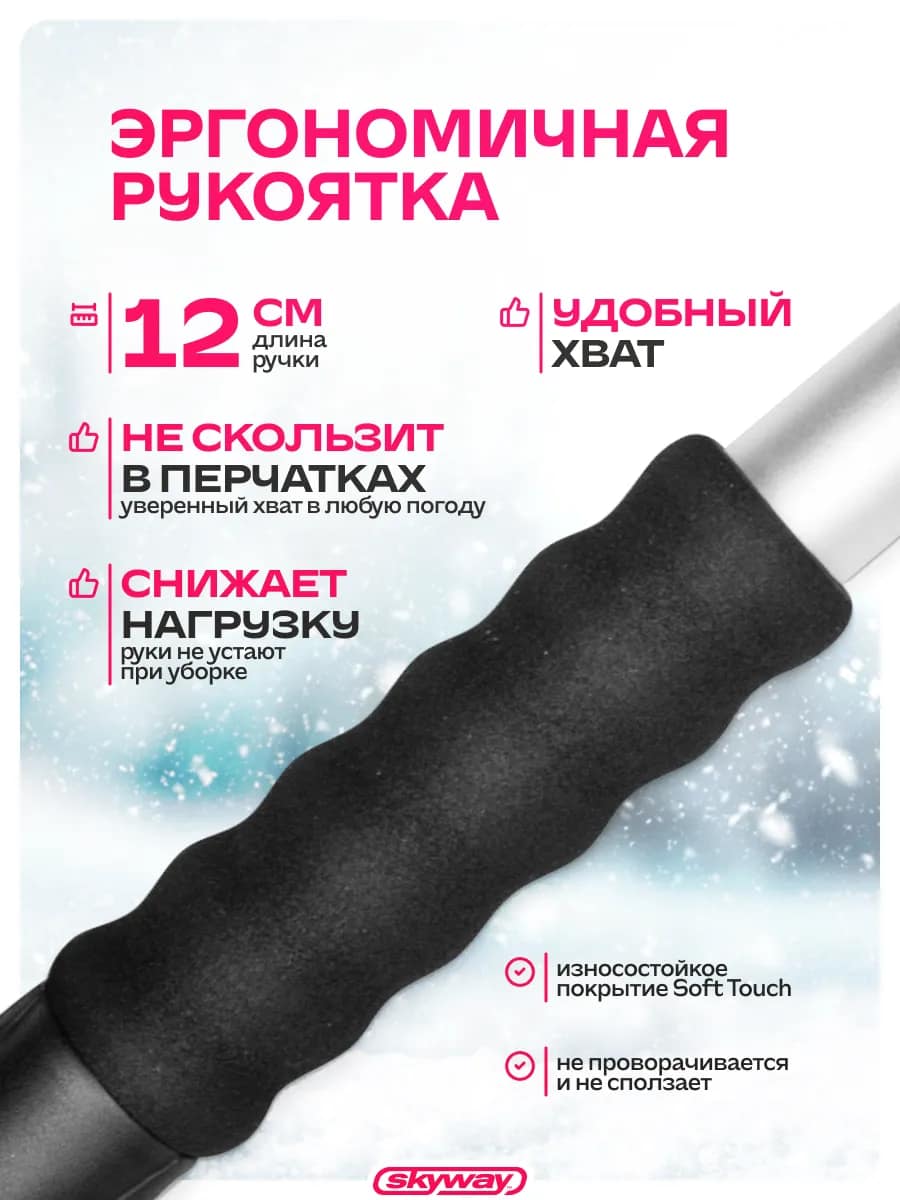 ЭРГОНОМИЧНАЯ
РУКОЯТКА
12 СМ
длина
ручки
УДОБНЫЙ
ХВАТ
НЕ СКОЛЬЗИТ
В ПЕРЧАТКАХ
уверенный хват в любую погоду
СНИЖАЕТ
НАГРУЗКУ
руки не устают
при уборке
износостойкое
покрытие Soft Touch
не проворачивается
и не сползает
skyway